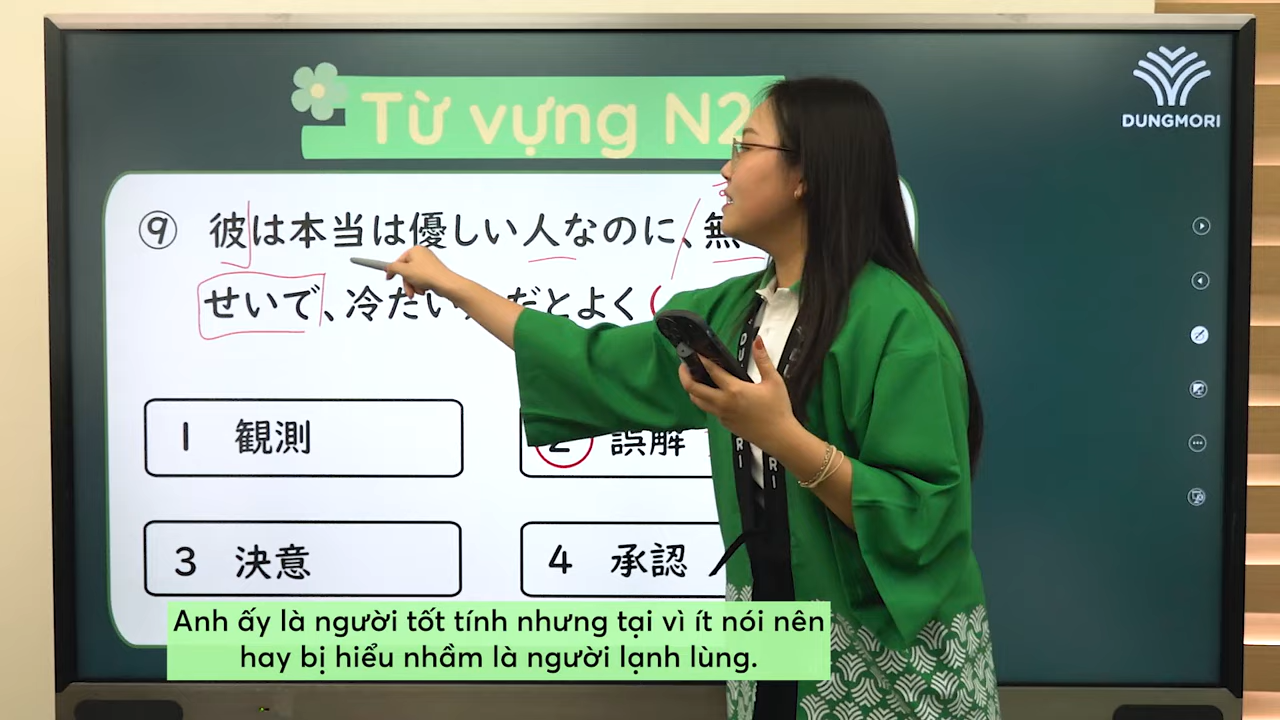 Từ vựng N2
DUNGMORI
⑨ 彼は本当は優しい人なのに、無
せいで、冷たい だとよく
1 観測
2 誤解
3 決意
4 承認
Anh ấy là người tốt tính nhưng tại vì ít nói nên
hay bị hiểu nhầm là người lạnh lùng.